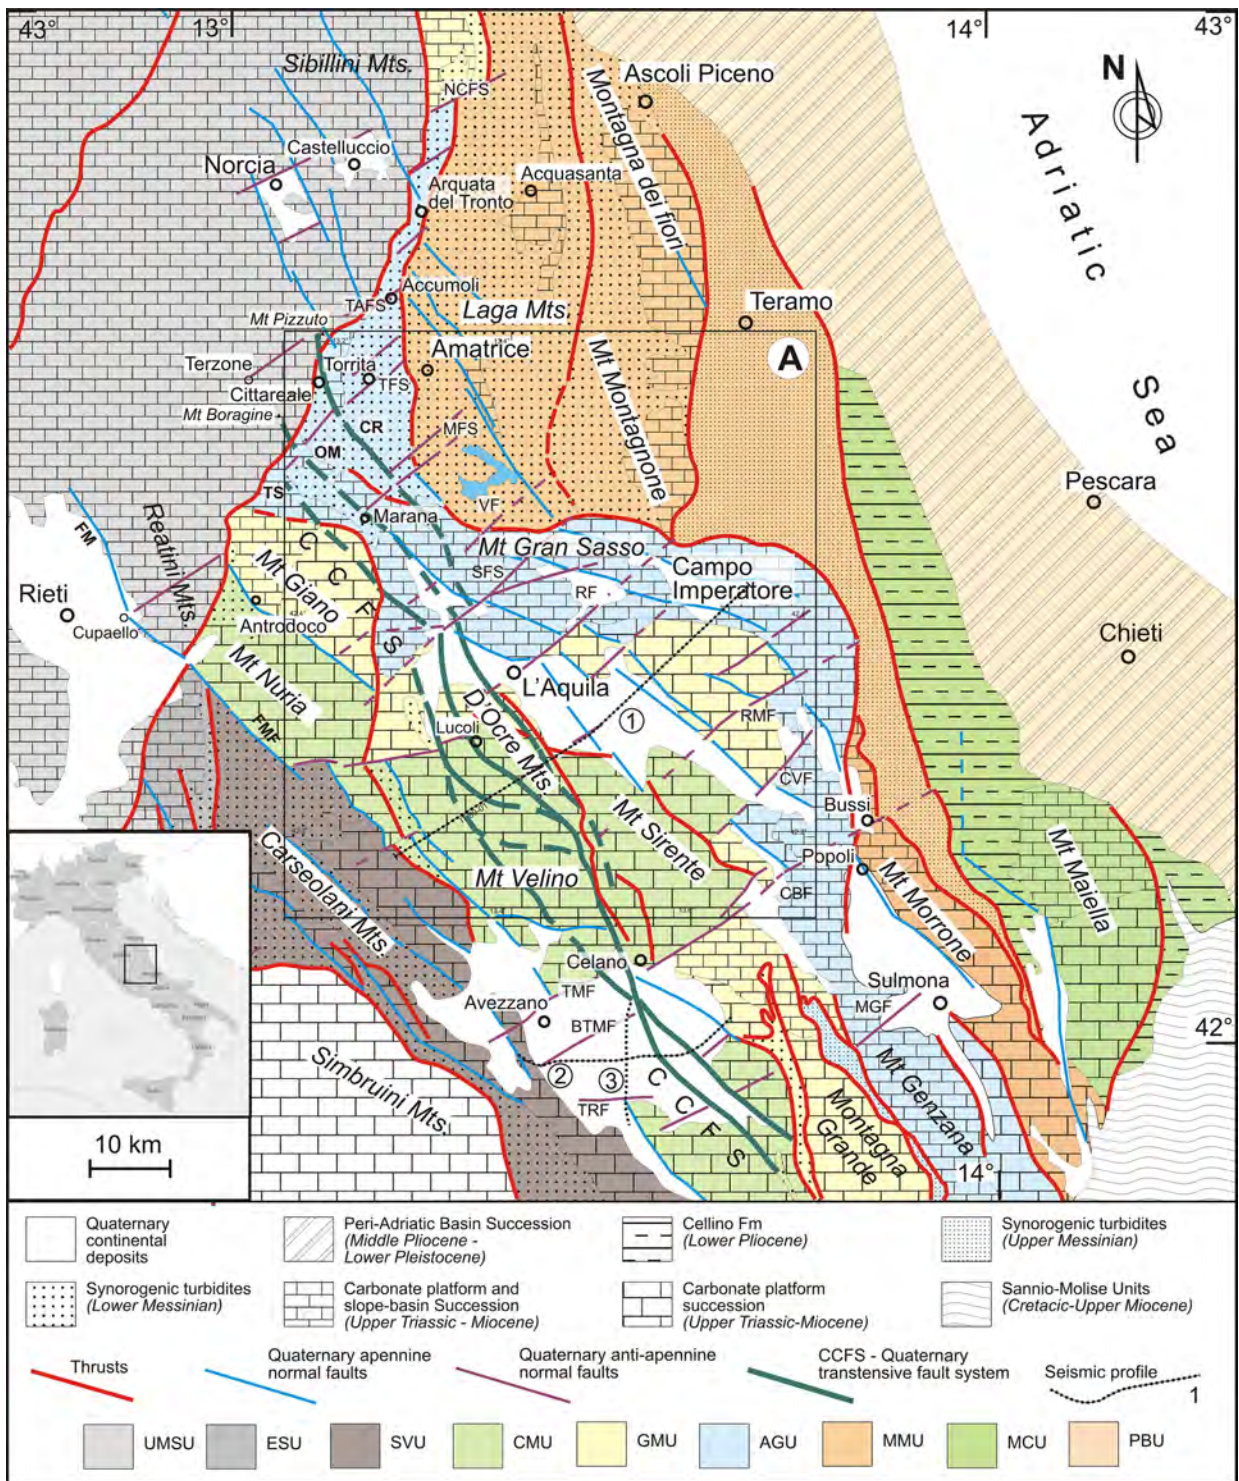 43°
13°
14°
43°
Sibillini Mts.
NCFS
Ascoli Piceno
N
Castelluccio
Norcia
Montagna dei fiori
Acquasanta
Arquata
del Tronto
Adriatic
Sea
Accumoli
TAFS
Laga Mts.
Teramo
Mt Pizzuto
A
Terzone
Torrita
TFS
Amatrice
Cittareale
Mt Boragine
Mt Montagnone
CR
MFS
OM
TS
VF
Pescara
Marana
FM
Reatini Mts.
CCFS
Mt Gran Sasso
SFS
Campo
Imperatore
RF
Mt Giano
Rieti
Antrodoco
Cupaello
Chieti
Mt Nuria
L'Aquila
1
RMF
FMF
Lucoli
D'Ocre Mts.
CVF
Bussi
Mt Sirente
Popoli
Carseolani Mts.
Mt Velino
CBF
Mt Morrone
Mt Maiella
Celano
Sulmona
TMF
Avezzano
BTMF
MGF
42°
Simbruini Mts.
2
3
TRF
CCFS
Montagna
Grande
Mt Genzana
14°
10 km
Quaternary
continental
deposits
Peri-Adriatic Basin Succession
(Middle Pliocene -
Lower Pleistocene)
Cellino Fm
(Lower Pliocene)
Synorogenic turbidites
(Upper Messinian)
Synorogenic turbidites
(Lower Messinian)
Carbonate platform and
slope-basin Succession
(Upper Triassic - Miocene)
Carbonate platform
succession
(Upper Triassic-Miocene)
Sannio-Molise Units
(Cretacic-Upper Miocene)
Thrusts
Quaternary apennine
normal faults
Quaternary anti-apennine
normal faults
CCFS - Quaternary
transtensive fault system
Seismic profile
1
UMSU
ESU
SVU
CMU
GMU
AGU
MMU
MCU
PBU